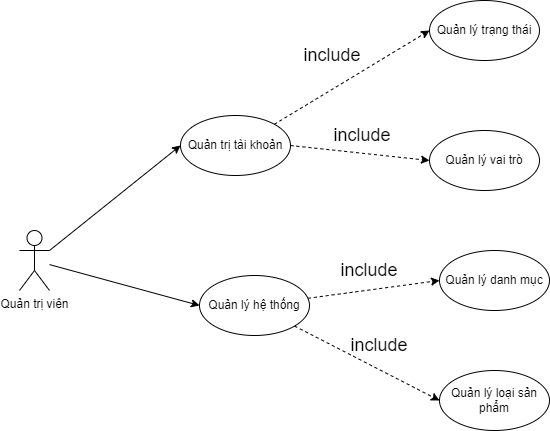 Quản lý trạng thái
include
include
Quản trị tài khoản
Quản lý vai trò
include
Quản lý danh mục
Quản trị viên
Quản lý hệ thống
include
Quản lý loại sản
phẩm